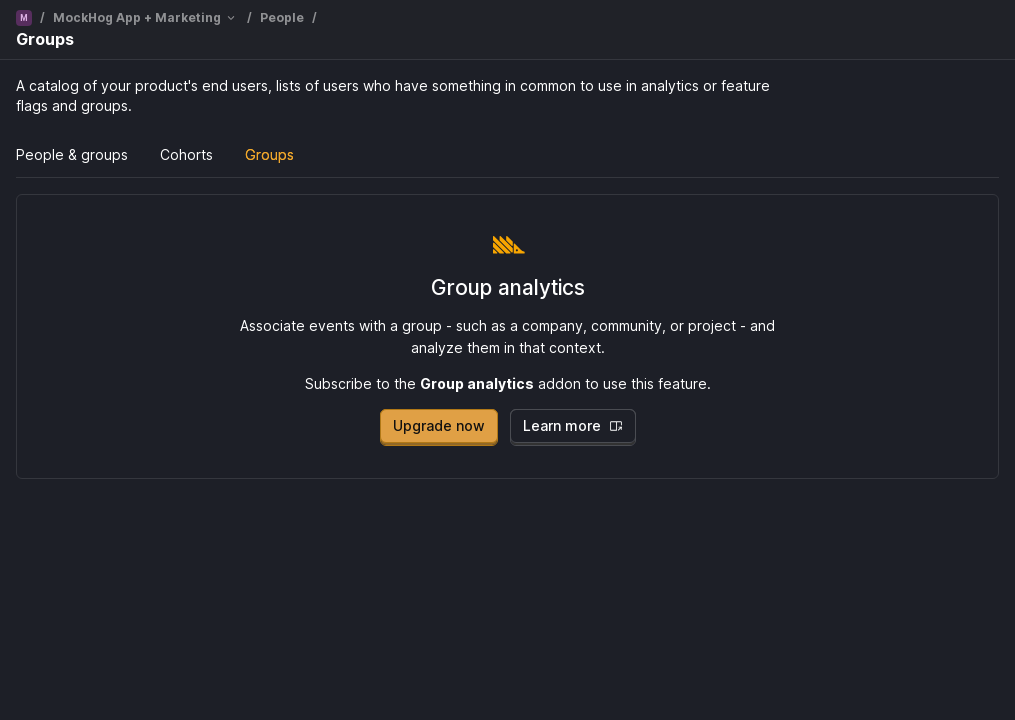 M / MockHog App + Marketing / People /
Groups
A catalog of your product's end users, lists of users who have something in common to use in analytics or feature
flags and groups.
People & groups Cohorts Groups
Group analytics
Associate events with a group - such as a company, community, or project - and
analyze them in that context.
Subscribe to the Group analytics addon to use this feature.
Upgrade now Learn more